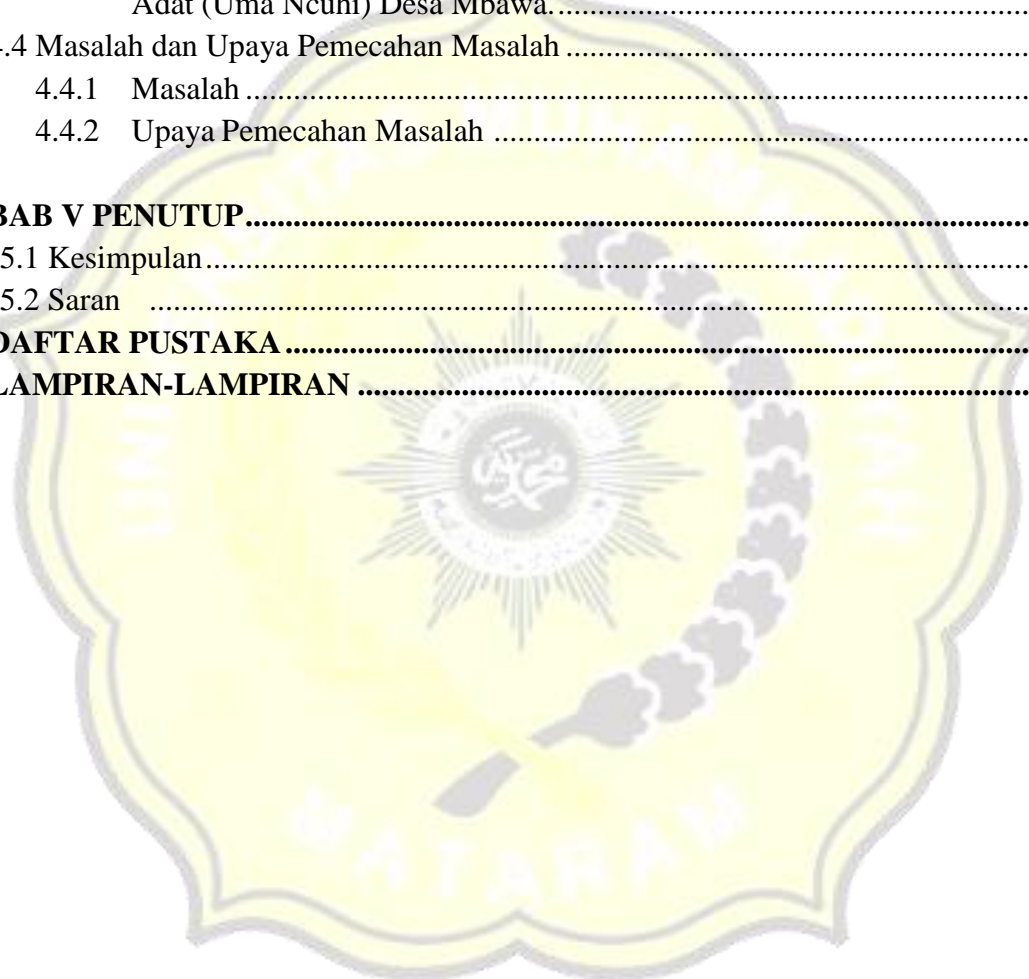 Adat (Uma Ncuhi) Desa Mbawa.............................................................
.4 Masalah dan Upaya Pemecahan Masalah ............................................................
4.4.1 Masalah ............................................................
4.4.2 Upaya Pemecahan Masalah ............................................................
BAB V PENUTUP............................................................
5.1 Kesimpulan............................................................
5.2 Saran ............................................................
DAFTAR PUSTAKA............................................................
LAMPIRAN-LAMPIRAN ............................................................
MATARAM